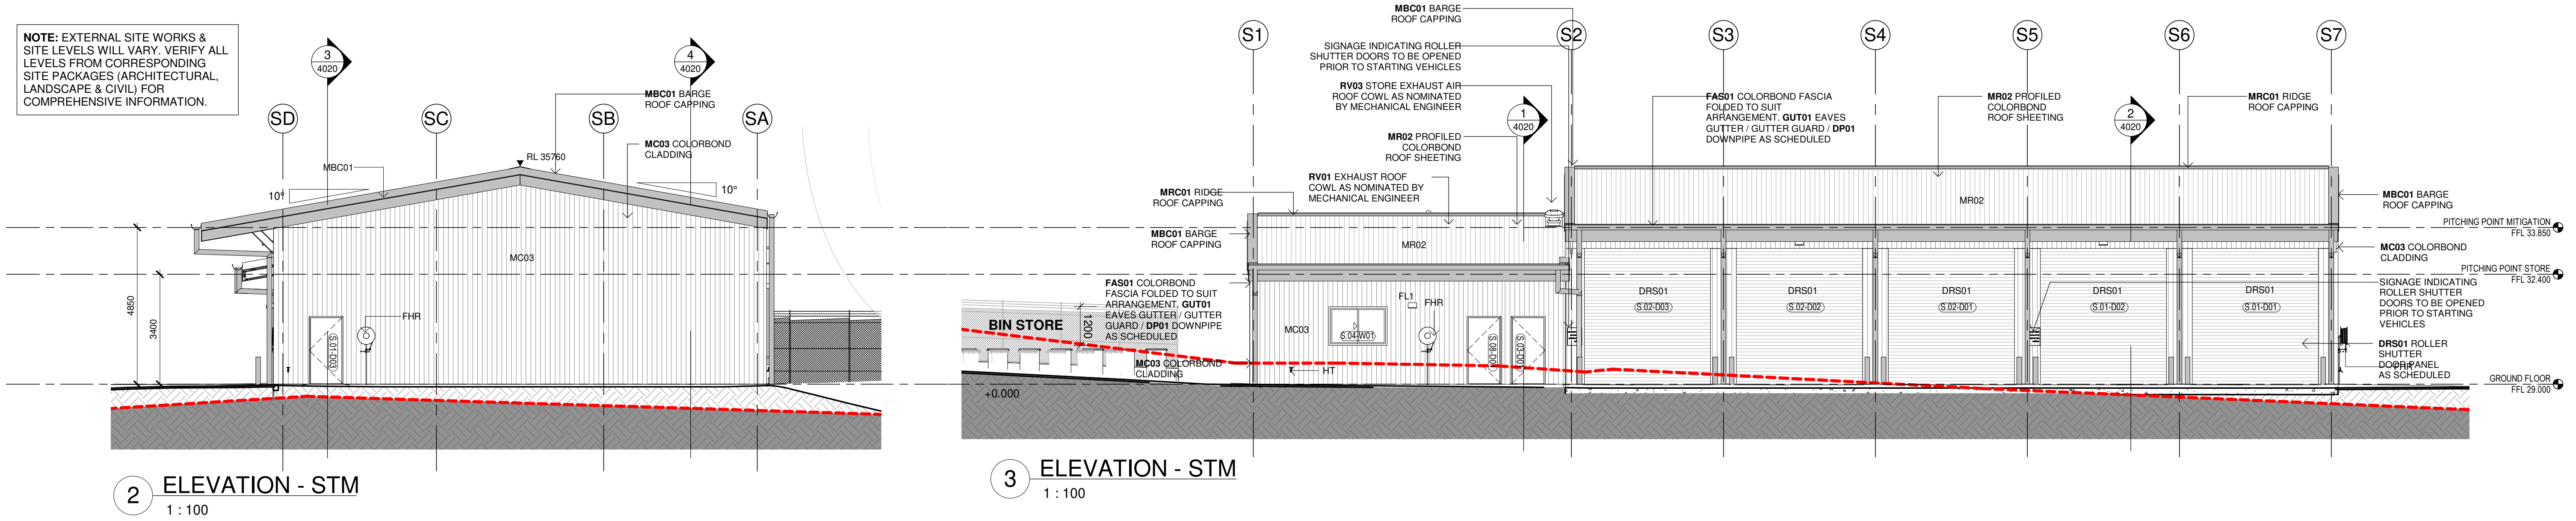 NOTE: EXTERNAL SITE WORKS &
SITE LEVELS WILL VARY. VERIFY ALL
LEVELS FROM CORRESPONDING
SITE PACKAGES (ARCHITECTURAL,
LANDSCAPE & CIVIL) FOR
COMPREHENSIVE INFORMATION.
3
4020
4
4020
SD
SC
SB
SA
MBC01 BARGE
ROOF CAPPING
MC03 COLORBOND
CLADDING
RL 35760
MBC01
10°
10°
MC03
4850
3400
FHR
S.01-D03
2
ELEVATION - STM
1 : 100
S1
S2
S3
S4
S5
S6
S7
MBC01 BARGE
ROOF CAPPING
SIGNAGE INDICATING ROLLER
SHUTTER DOORS TO BE OPENED
PRIOR TO STARTING VEHICLES
RV03 STORE EXHAUST AIR
ROOF COWL AS NOMINATED
BY MECHANICAL ENGINEER
1
4020
MR02 PROFILED
COLORBOND
ROOF SHEETING
RV01 EXHAUST ROOF
COWL AS NOMINATED BY
MECHANICAL ENGINEER
MRC01 RIDGE
ROOF CAPPING
MBC01 BARGE
ROOF CAPPING
FAS01 COLORBOND
FASCIA FOLDED TO SUIT
ARRANGEMENT. GUT01
EAVES GUTTER / GUTTER
GUARD / DP01 DOWNPIPE
AS SCHEDULED
MC03 COLORBOND
CLADDING
BIN STORE
1200
+0.000
MR02
MC03
S.04-W01
FL1
FHR
HT
S.08-D01
S.03-D01
FAS01 COLORBOND FASCIA
FOLDED TO SUIT
ARRANGEMENT. GUT01 EAVES
GUTTER / GUTTER GUARD / DP01
DOWNPIPE AS SCHEDULED
MR02 PROFILED
COLORBOND
ROOF SHEETING
2
4020
MRC01 RIDGE
ROOF CAPPING
MR02
DRS01
S.02-D03
DRS01
S.02-D02
DRS01
S.02-D01
DRS01
S.01-D02
DRS01
S.01-D01
MBC01 BARGE
ROOF CAPPING
PITCHING POINT MITIGATION
FFL 33.850
MC03 COLORBOND
CLADDING
PITCHING POINT STORE
FFL 32.400
SIGNAGE INDICATING
ROLLER SHUTTER
DOORS TO BE OPENED
PRIOR TO STARTING
VEHICLES
DRS01 ROLLER
SHUTTER
DOOR PANEL
AS SCHEDULED
GROUND FLOOR
FFL 29.000
3
ELEVATION - STM
1 : 100